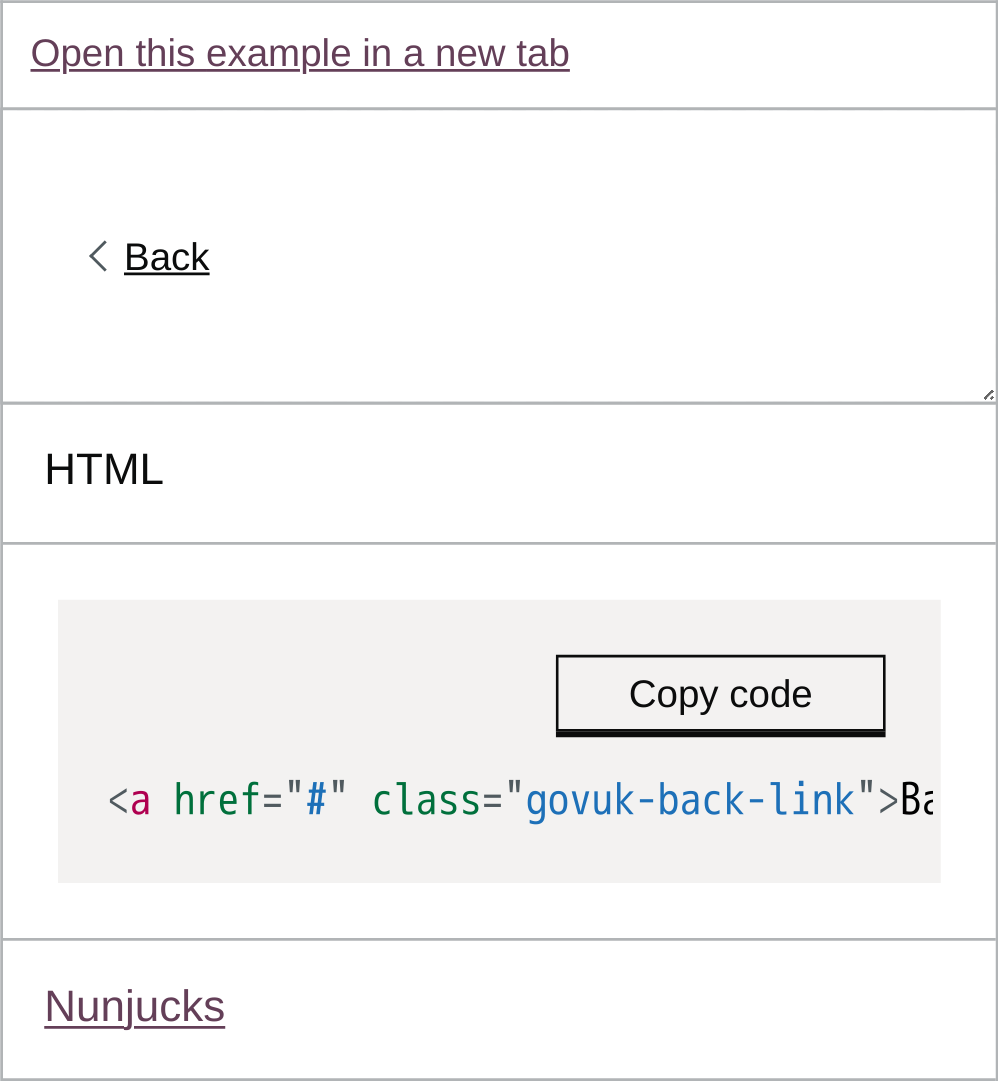 Open this example in a new tab
Back
HTML
Copy code
<a href="#" class="govuk-back-link">Ba
Nunjucks